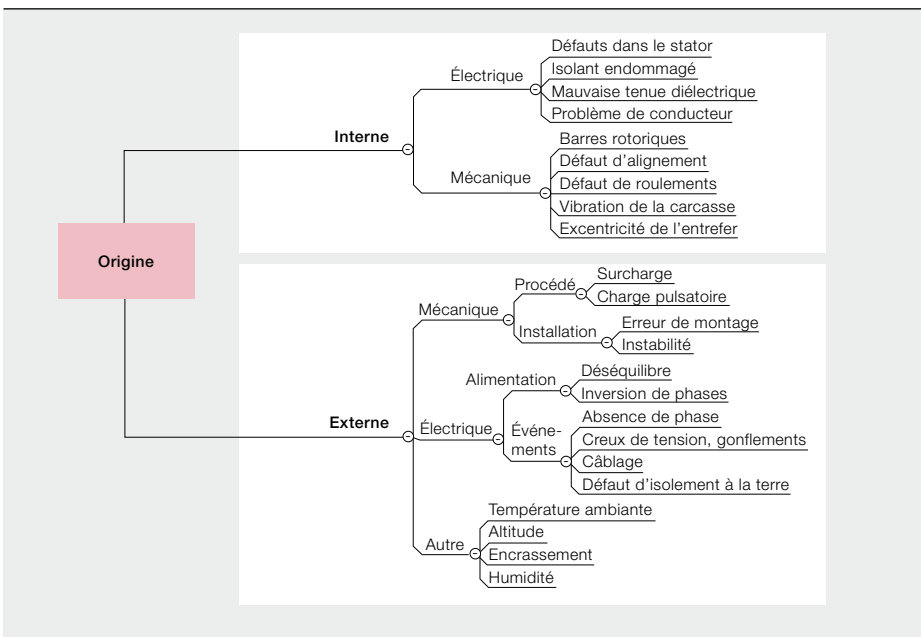 Origine
Interne
Électrique
Défauts dans le stator
Isolant endommagé
Mauvaise tenue diélectrique
Problème de conducteur
Mécanique
Barres rotoriques
Défaut d'alignement
Défaut de roulements
Vibration de la carcasse
Excentricité de l'entrefer
Externe
Mécanique
Procédé
Surcharge
Charge pulsatoire
Installation
Erreur de montage
Instabilité
Électrique
Alimentation
Déséquilibre
Inversion de phases
Événe-
ments
Absence de phase
Creux de tension, gonflements
Câblage
Défaut d'isolement à la terre
Autre
Température ambiante
Altitude
Encrassement
Humidité